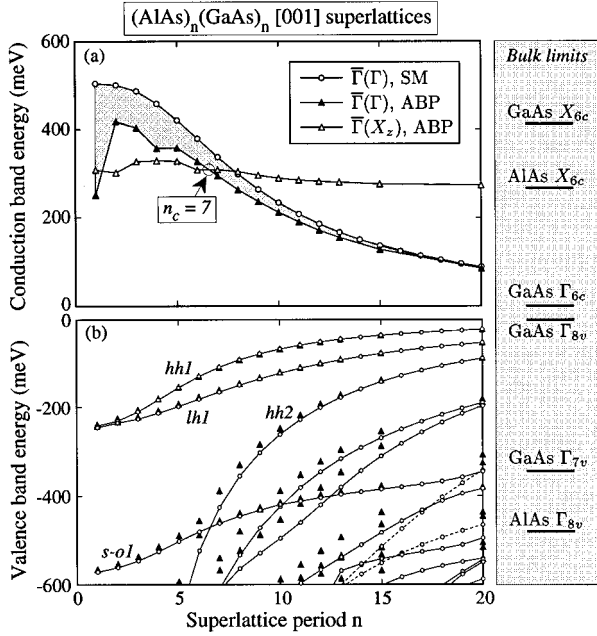 (AlAs)ₙ(GaAs)ₙ [001] superlattices
Conduction band energy (meV)
600
400
200
0
(a)
Γ̄(Γ), SM
Γ̄(Γ), ABP
Γ̄(X_z), ABP
n_c = 7
Bulk limits
GaAs X₆c
AlAs X₆c
GaAs Γ₆c
GaAs Γ₈v
GaAs Γ₇v
AlAs Γ₈v
Valence band energy (meV)
0
-200
-400
-600
(b)
hh1
lh1
hh2
s-o1
0 5 10 15 20
Superlattice period n